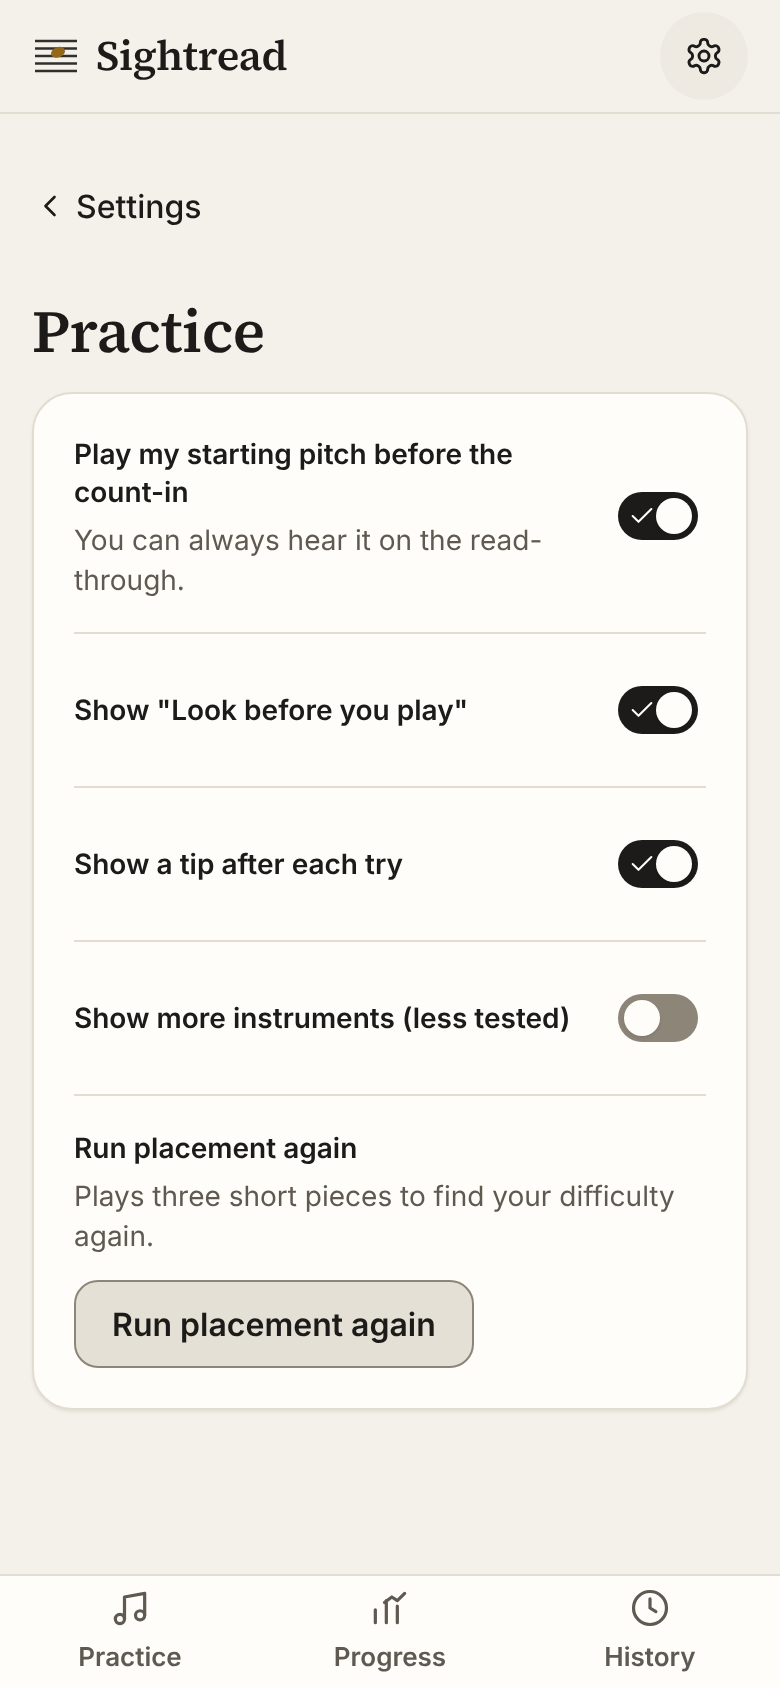 Sightread
Settings
Practice
Play my starting pitch before the
count-in
You can always hear it on the read-
through.
Show "Look before you play"
Show a tip after each try
Show more instruments (less tested)
Run placement again
Plays three short pieces to find your difficulty
again.
Run placement again
Practice
Progress
History